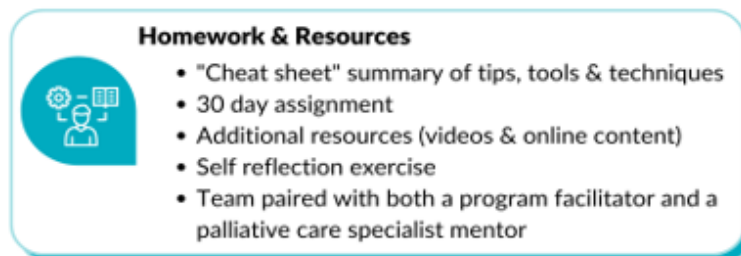 Homework & Resources
• "Cheat sheet" summary of tips, tools & techniques
• 30 day assignment
• Additional resources (videos & online content)
• Self reflection exercise
• Team paired with both a program facilitator and a
palliative care specialist mentor